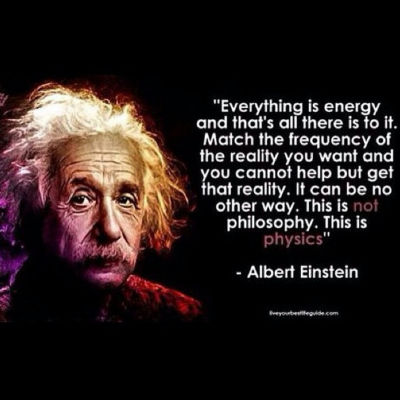 "Everything is energy
and that's all there is to it.
Match the frequency of
the reality you want and
you cannot help but get
that reality. It can be no
other way. This is not
philosophy. This is
physics"
- Albert Einstein
liveyourbestlifeguide.com